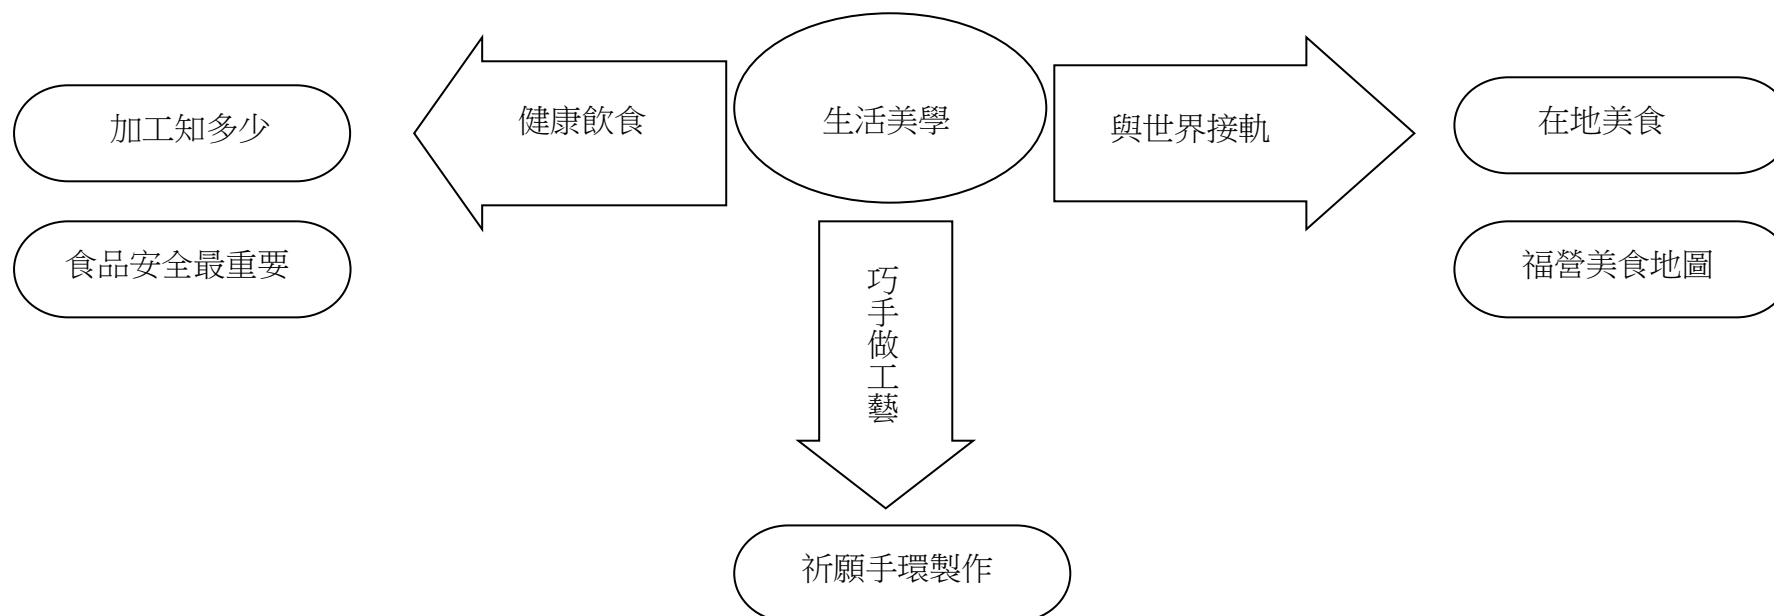 生活美學
健康飲食
與世界接軌
加工知多少
在地美食
食品安全最重要
福營美食地圖
巧手做工藝
祈願手環製作